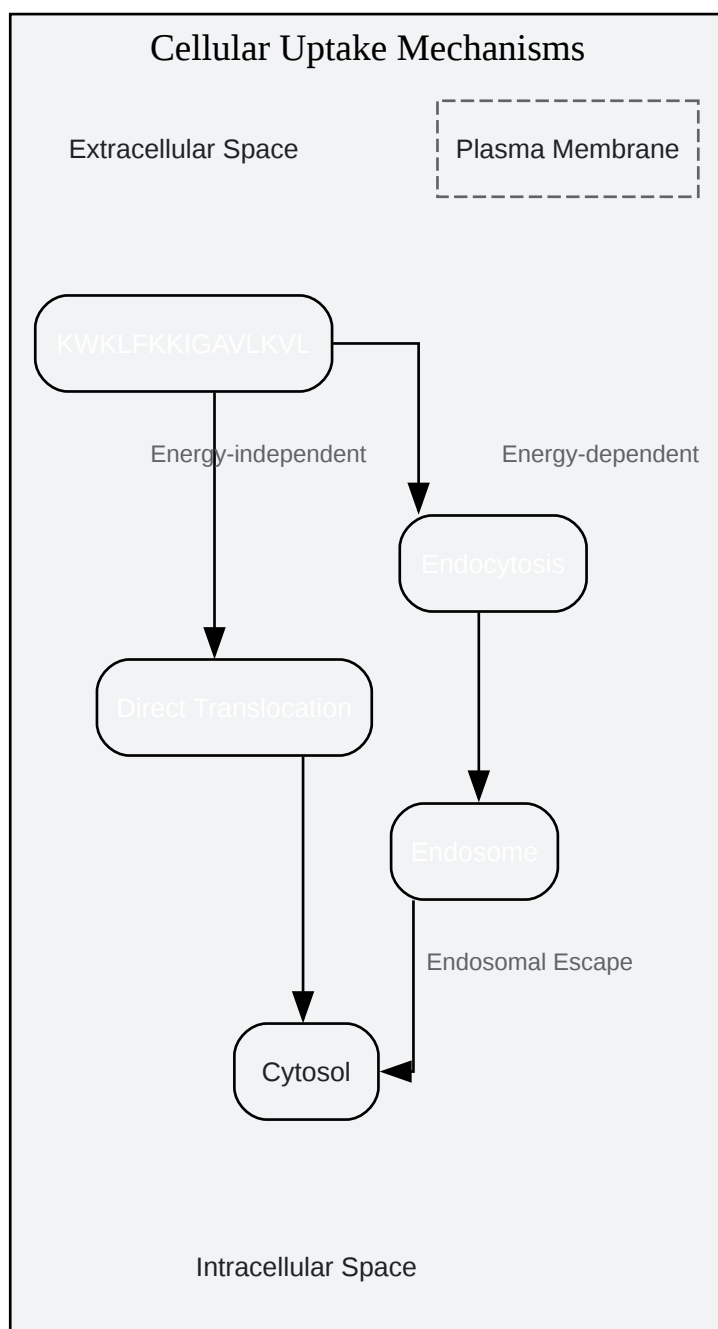 Cellular Uptake Mechanisms
Extracellular Space
Plasma Membrane
KWKLFKKIGAVLKVL
Energy-independent
Energy-dependent
Endocytosis
Direct Translocation
Endosome
Endosomal Escape
Cytosol
Intracellular Space